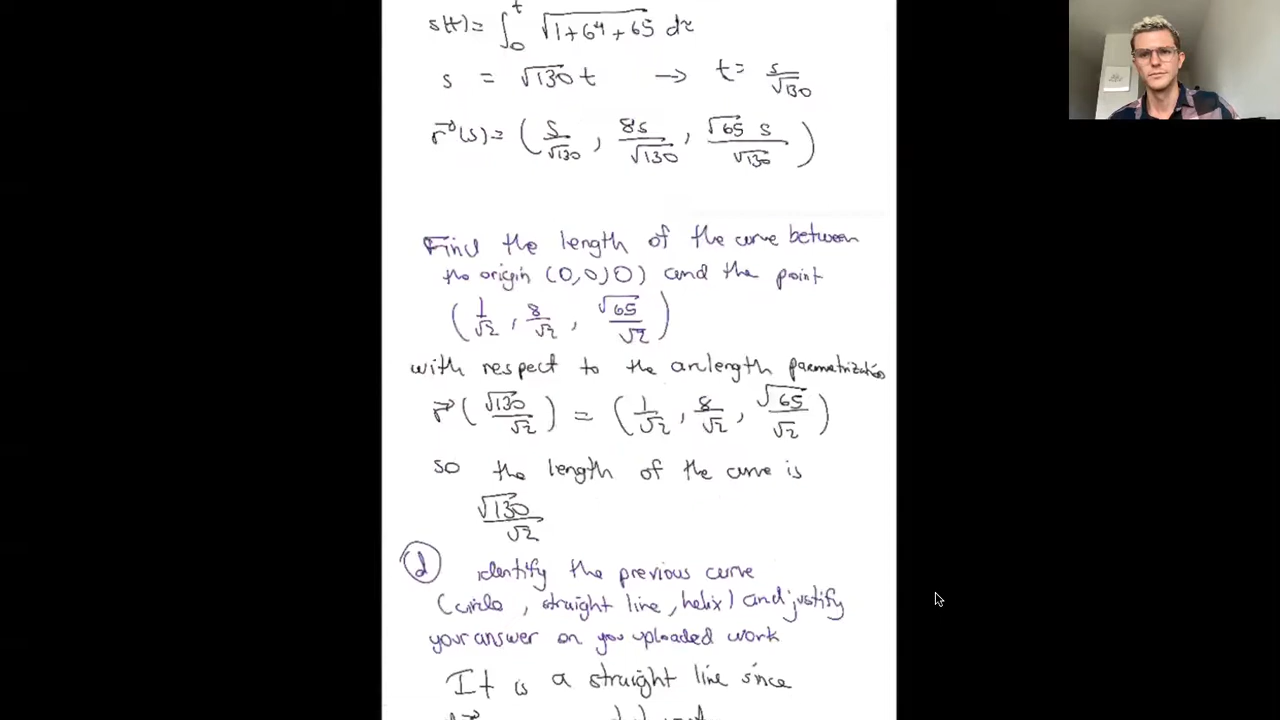 s(t) = ∫₀ᵗ √(1+64+65) dτ
s = √130 t → t = s/√130
r⃗(s) = (s/√130, 8s/√130, √65 s/√130)
Find the length of the curve between
the origin (0,0,0) and the point
(1/√2, 8/√2, √65/√2)
with respect to the arclength parametrization
r⃗(√130/√2) = (1/√2, 8/√2, √65/√2)
so the length of the curve is
√130/√2
(d) identify the previous curve
(circle, straight line, helix) and justify
your answer on you uploaded work
It is a straight line since